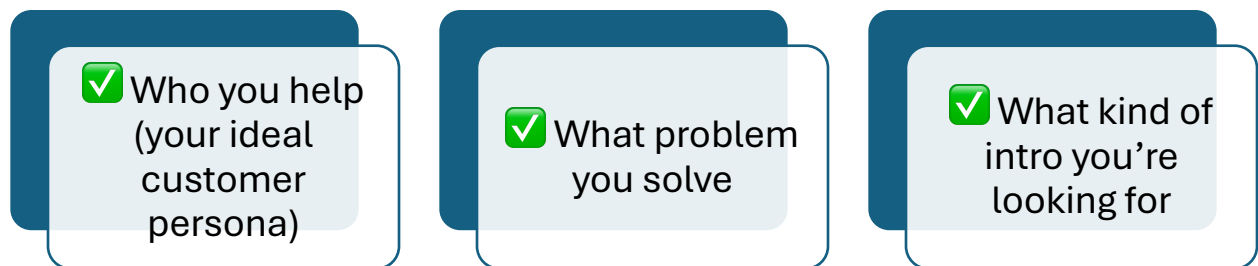 ✅ Who you help
(your ideal
customer
persona)
✅ What problem
you solve
✅ What kind of
intro you’re
looking for